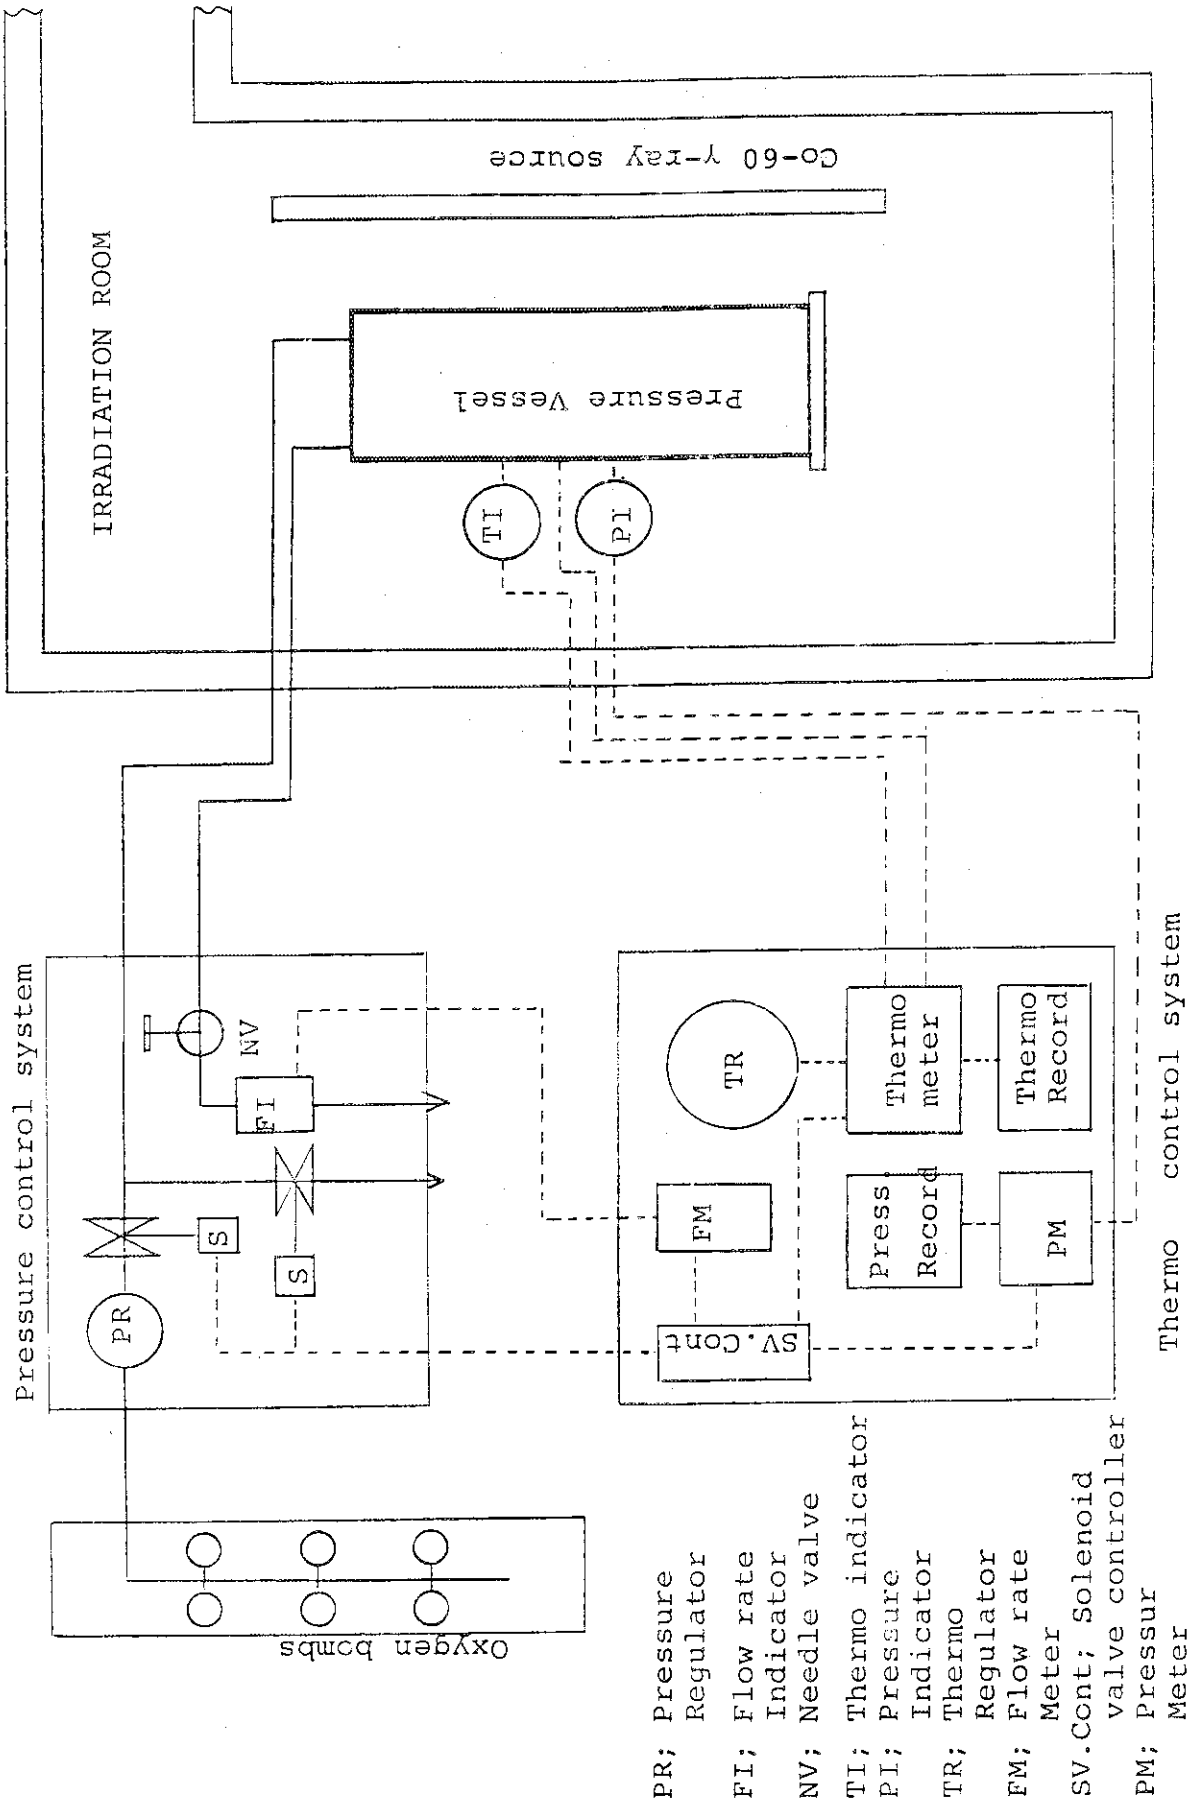 IRRADIATION ROOM
Co-60 γ-ray source
Pressure Vessel
TI
PI
Pressure control system
NV
FI
S
S
PR
Oxygen bombs
TR
Thermo
meter
Thermo
Record
FM
Press
Record
PM
SV.Cont
Thermo control system
PR; Pressure
Regulator
FI; Flow rate
Indicator
NV; Needle valve
TI; Thermo indicator
PI; Pressure
Indicator
TR; Thermo
Regulator
FM; Flow rate
Meter
SV.Cont; Solenoid
valve controller
PM; Pressur
Meter